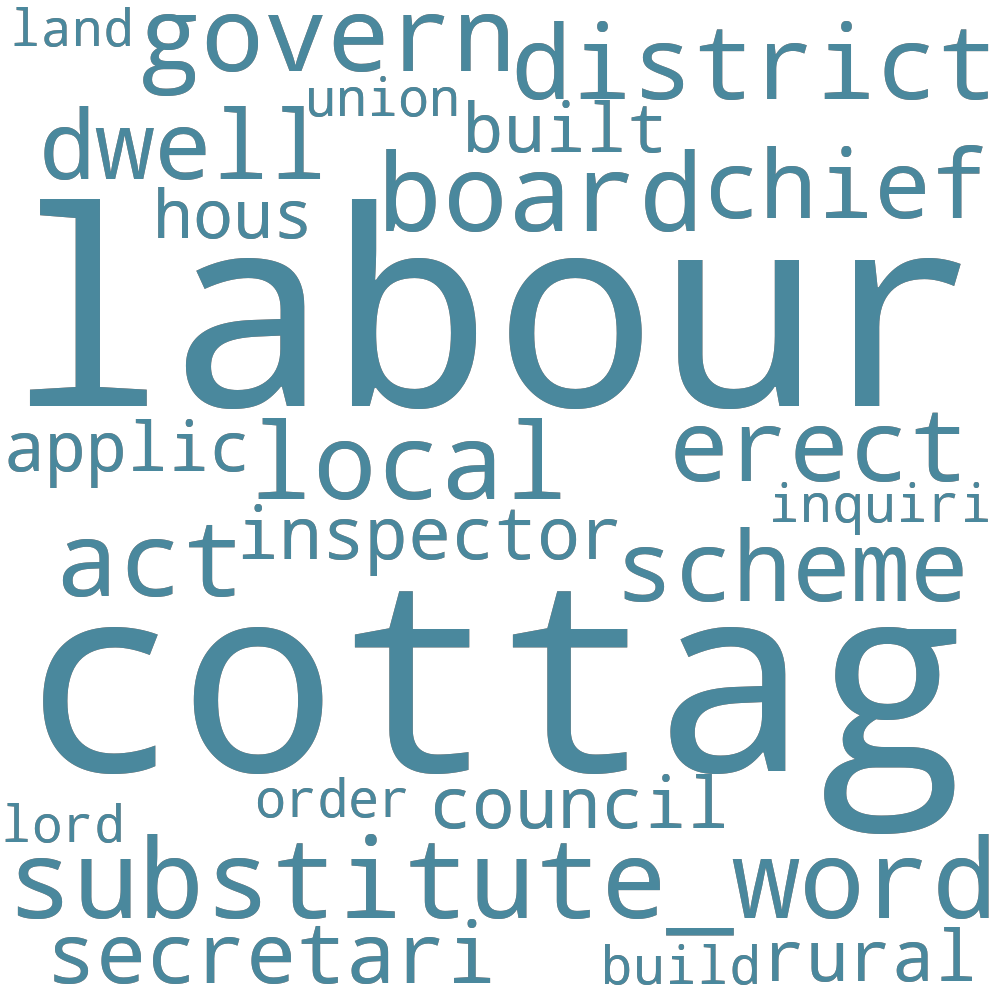 land govern district
union
dwell built
hous board chief
labour
applic local erect
inquiri
act inspector scheme
cottag
lord order council
substitute_word
secretari build rural